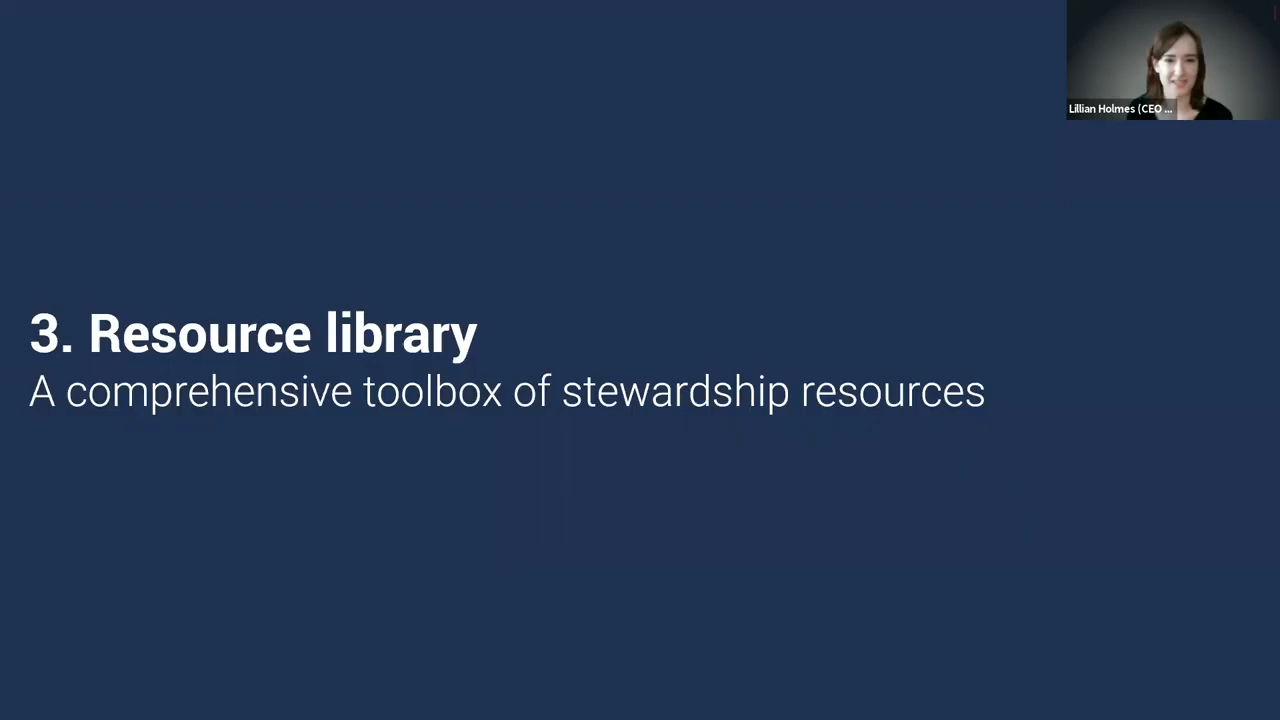 Lillian Holmes (CEO ...
3. Resource library
A comprehensive toolbox of stewardship resources